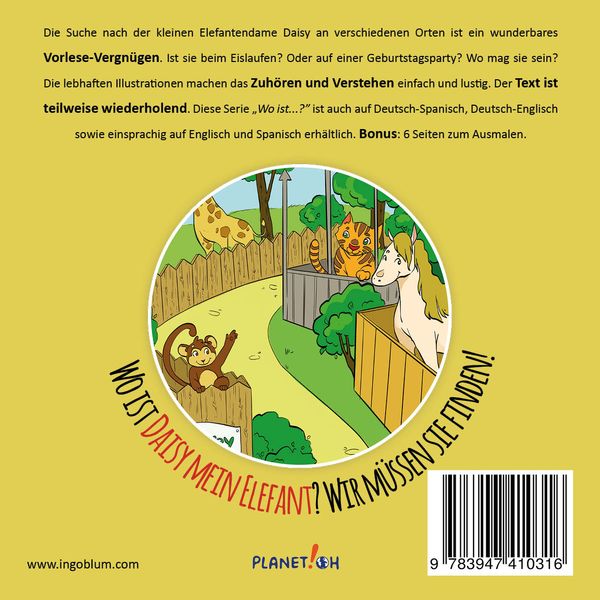 Die Suche nach der kleinen Elefantendame Daisy an verschiedenen Orten ist ein wunderbares
Vorlese-Vergnügen. Ist sie beim Eislaufen? Oder auf einer Geburtstagsparty? Wo mag sie sein?
Die lebhaften Illustrationen machen das Zuhören und Verstehen einfach und lustig. Der Text ist
teilweise wiederholend. Diese Serie „Wo ist...?" ist auch auf Deutsch-Spanisch, Deutsch-Englisch
sowie einsprachig auf Englisch und Spanisch erhältlich. Bonus: 6 Seiten zum Ausmalen.
WO IST DAISY MEIN ELEFANT? WIR MÜSSEN SIE FINDEN!
www.ingoblum.com
PLANET!OH
9 783947 410316